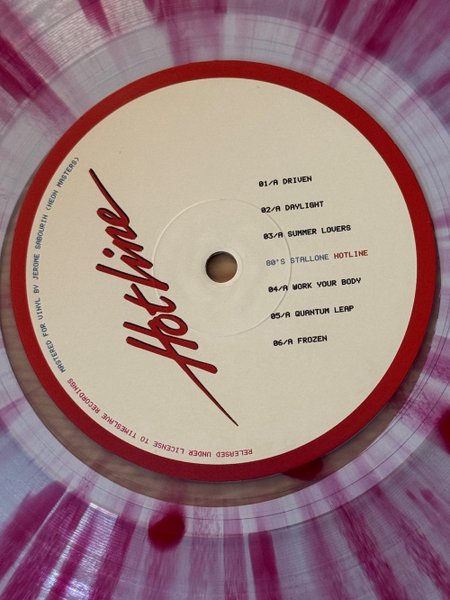 Hotline
01/A DRIVEN
02/A DAYLIGHT
03/A SUMMER LOVERS
80'S STALLONE HOTLINE
04/A WORK YOUR BODY
05/A QUANTUM LEAP
06/A FROZEN
MASTERED FOR VINYL BY JEROME SABOURIN (NEON MASTERS)
RELEASED UNDER LICENSE TO TIMESLAVE RECORDINGS